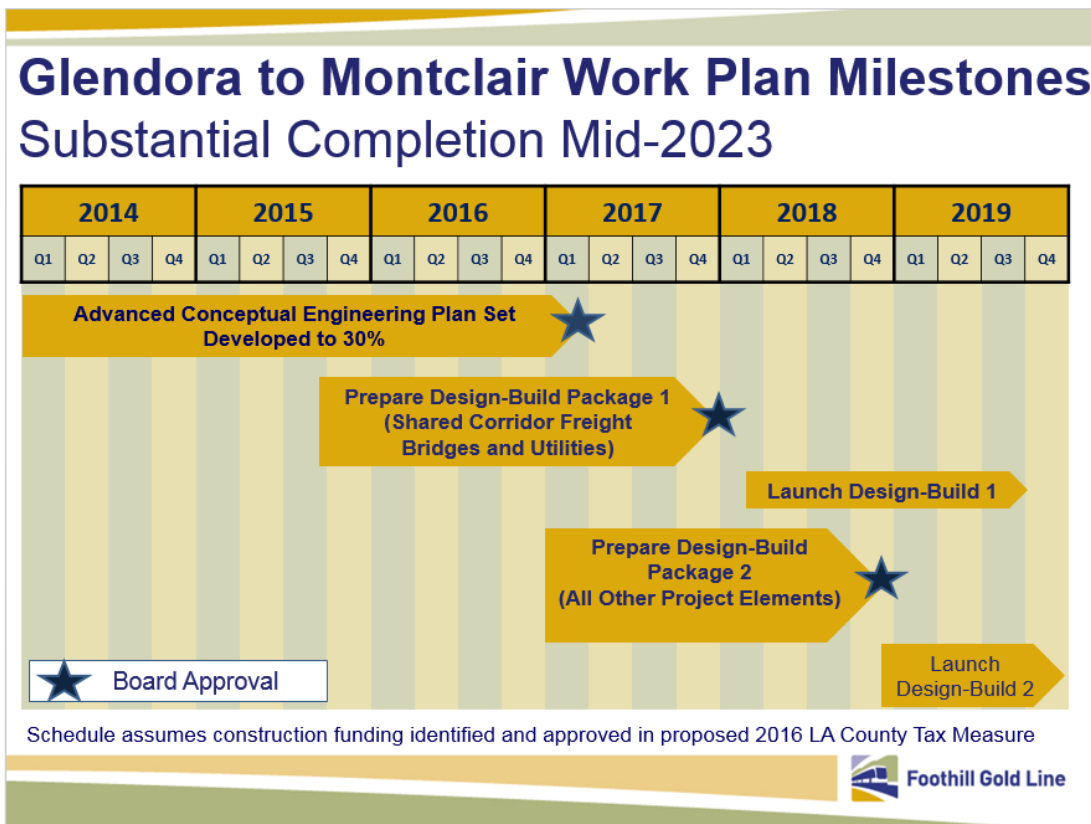 Glendora to Montclair Work Plan Milestones
Substantial Completion Mid-2023
2014 2015 2016 2017 2018 2019
Q1 Q2 Q3 Q4 Q1 Q2 Q3 Q4 Q1 Q2 Q3 Q4 Q1 Q2 Q3 Q4 Q1 Q2 Q3 Q4 Q1 Q2 Q3 Q4
Advanced Conceptual Engineering Plan Set
Developed to 30%
Prepare Design-Build Package 1
(Shared Corridor Freight
Bridges and Utilities)
Launch Design-Build 1
Prepare Design-Build
Package 2
(All Other Project Elements)
Launch
Design-Build 2
Board Approval
Schedule assumes construction funding identified and approved in proposed 2016 LA County Tax Measure
Foothill Gold Line